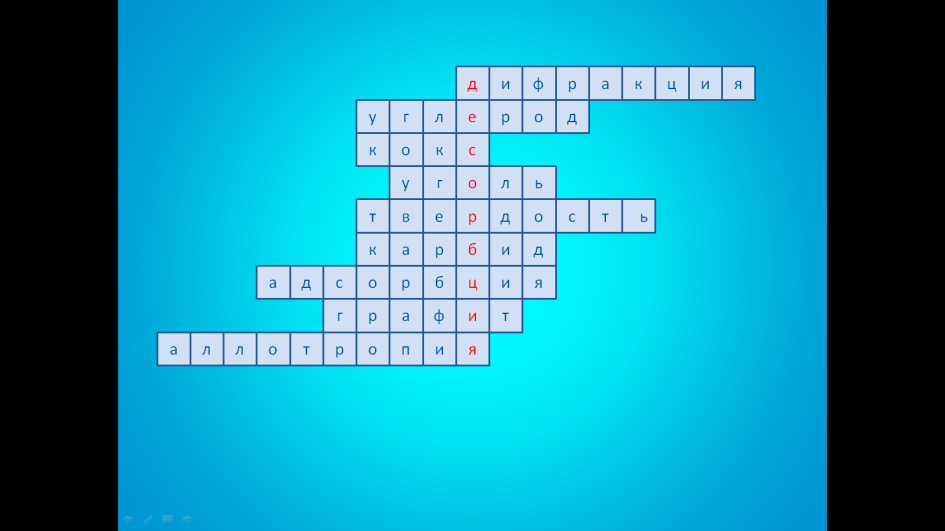 дифракция
углерод
кокс
уголь
твердость
карбид
адсорбция
графит
аллотропия